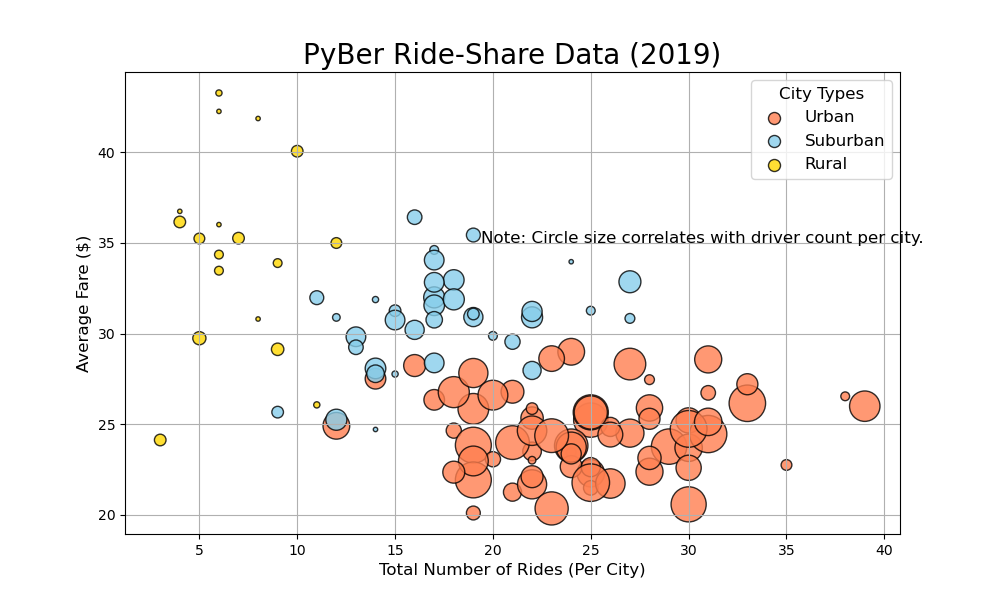 PyBer Ride-Share Data (2019)
City Types
Urban
Suburban
Rural
Note: Circle size correlates with driver count per city.
Average Fare ($)
40
35
30
25
20
5
10
15
20
25
30
35
40
Total Number of Rides (Per City)